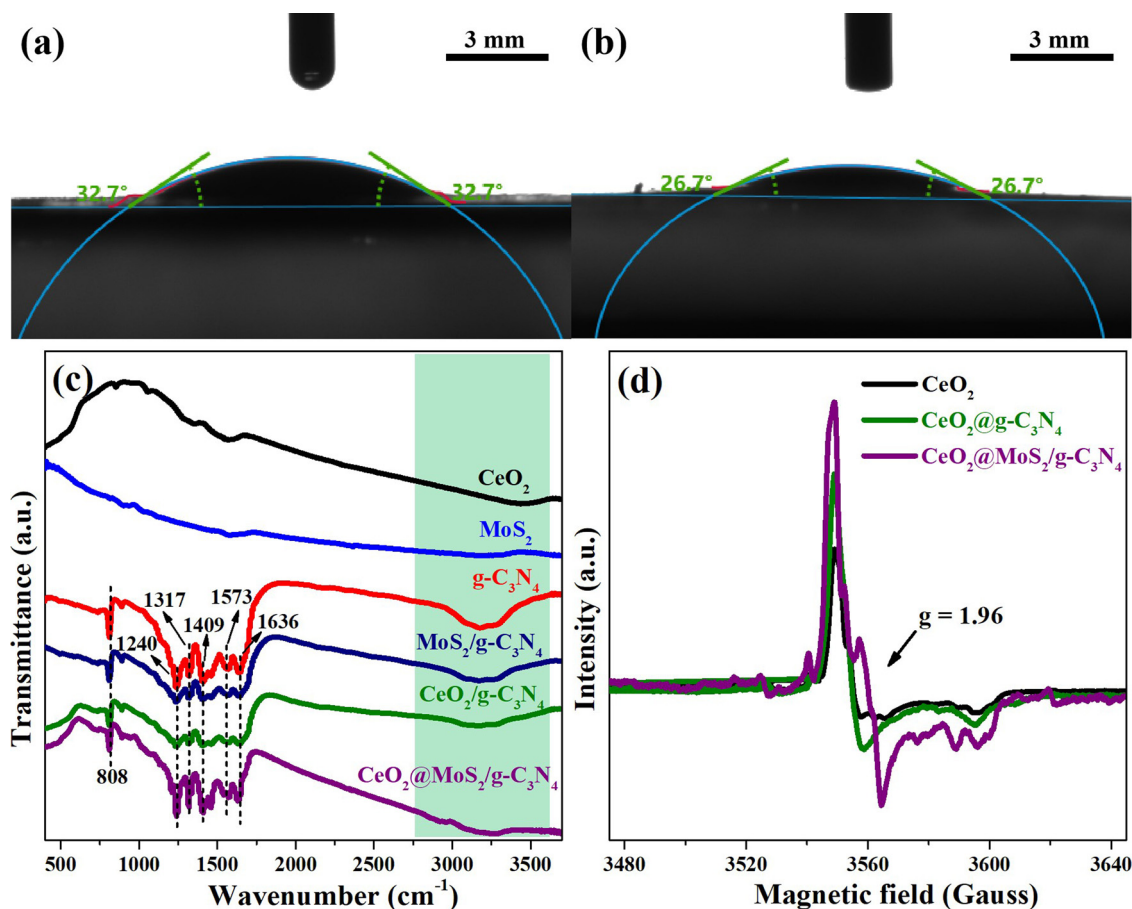 (a)
3 mm
32.7°
32.7°
(b)
3 mm
26.7°
26.7°
(c)
CeO₂
MoS₂
g-C₃N₄
1317
1573
1240
1409
1636
MoS₂/g-C₃N₄
CeO₂/g-C₃N₄
808
CeO₂@MoS₂/g-C₃N₄
Transmittance (a.u.)
500 1000 1500 2000 2500 3000 3500
Wavenumber (cm⁻¹)
(d)
CeO₂
CeO₂@g-C₃N₄
CeO₂@MoS₂/g-C₃N₄
g = 1.96
Intensity (a.u.)
3480 3520 3560 3600 3640
Magnetic field (Gauss)